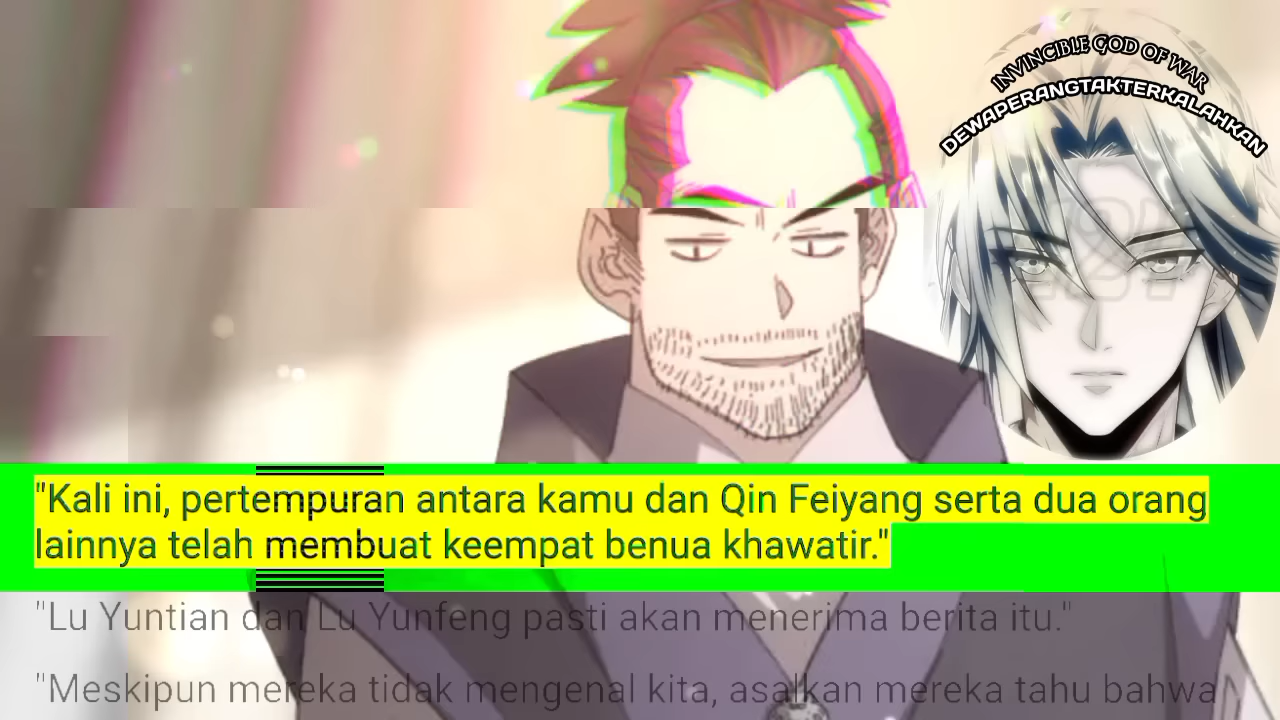 INVINCIBLE GOD OF WAR
DEWAPERANGTAKTERKALAHKAN
"Kali ini, pertempuran antara kamu dan Qin Feiyang serta dua orang
lainnya telah membuat keempat benua khawatir."
"Lu Yuntian dan Lu Yunfeng pasti akan menerima berita itu."
"Meskipun mereka tidak mengenal kita, asalkan mereka tahu bahwa